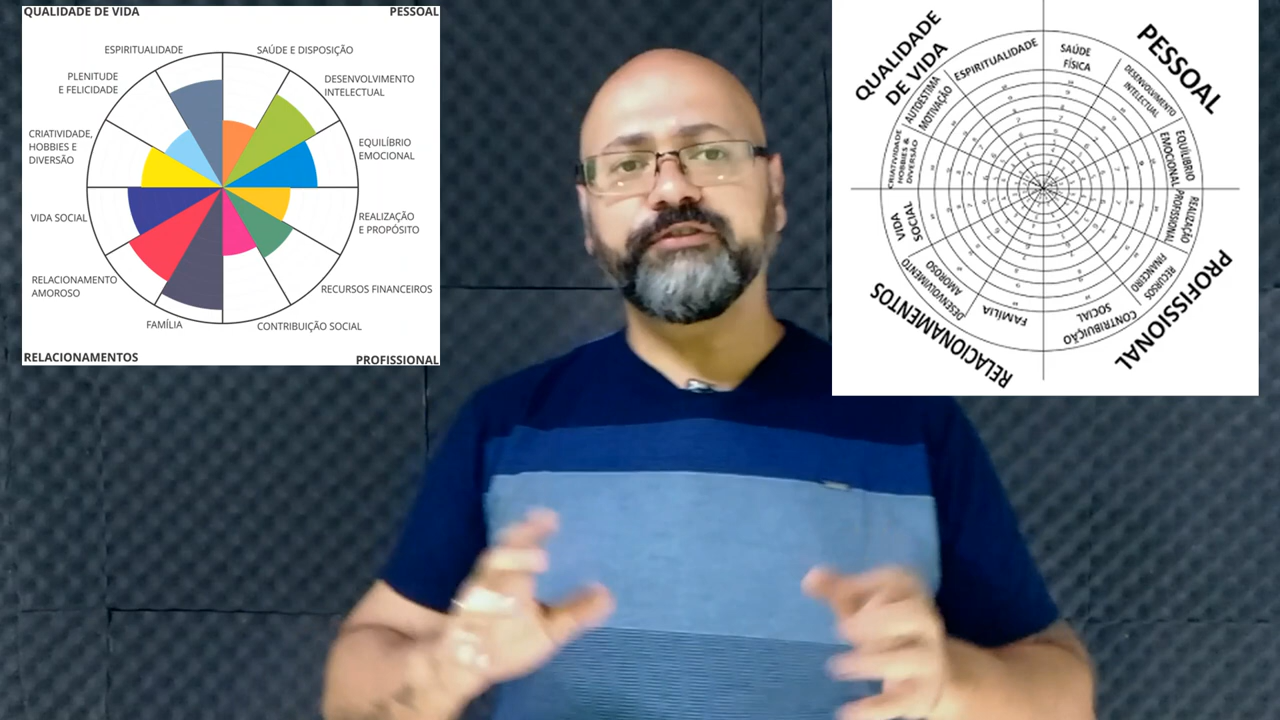 QUALIDADE DE VIDA
PESSOAL
ESPIRITUALIDADE
SAÚDE E DISPOSIÇÃO
PLENITUDE
E FELICIDADE
DESENVOLVIMENTO
INTELECTUAL
CRIATIVIDADE,
HOBBIES E
DIVERSÃO
EQUILÍBRIO
EMOCIONAL
VIDA SOCIAL
REALIZAÇÃO
E PROPÓSITO
RELACIONAMENTO
AMOROSO
RECURSOS FINANCEIROS
FAMÍLIA
CONTRIBUIÇÃO SOCIAL
RELACIONAMENTOS
PROFISSIONAL
QUALIDADE
DE VIDA
PESSOAL
ESPIRITUALIDADE
SAÚDE
FÍSICA
AUTOESTIMA
MOTIVAÇÃO
DESENVOLVIMENTO
INTELECTUAL
CRIATIVIDADE
HOBBIES &
DIVERSÃO
EQUILÍBRIO
EMOCIONAL
VIDA
SOCIAL
REALIZAÇÃO
PROFISSIONAL
DESENVOLVIMENTO
AMOROSO
RECURSOS
FINANCEIRO
FAMÍLIA
CONTRIBUIÇÃO
SOCIAL
RELACIONAMENTOS
PROFISSIONAL